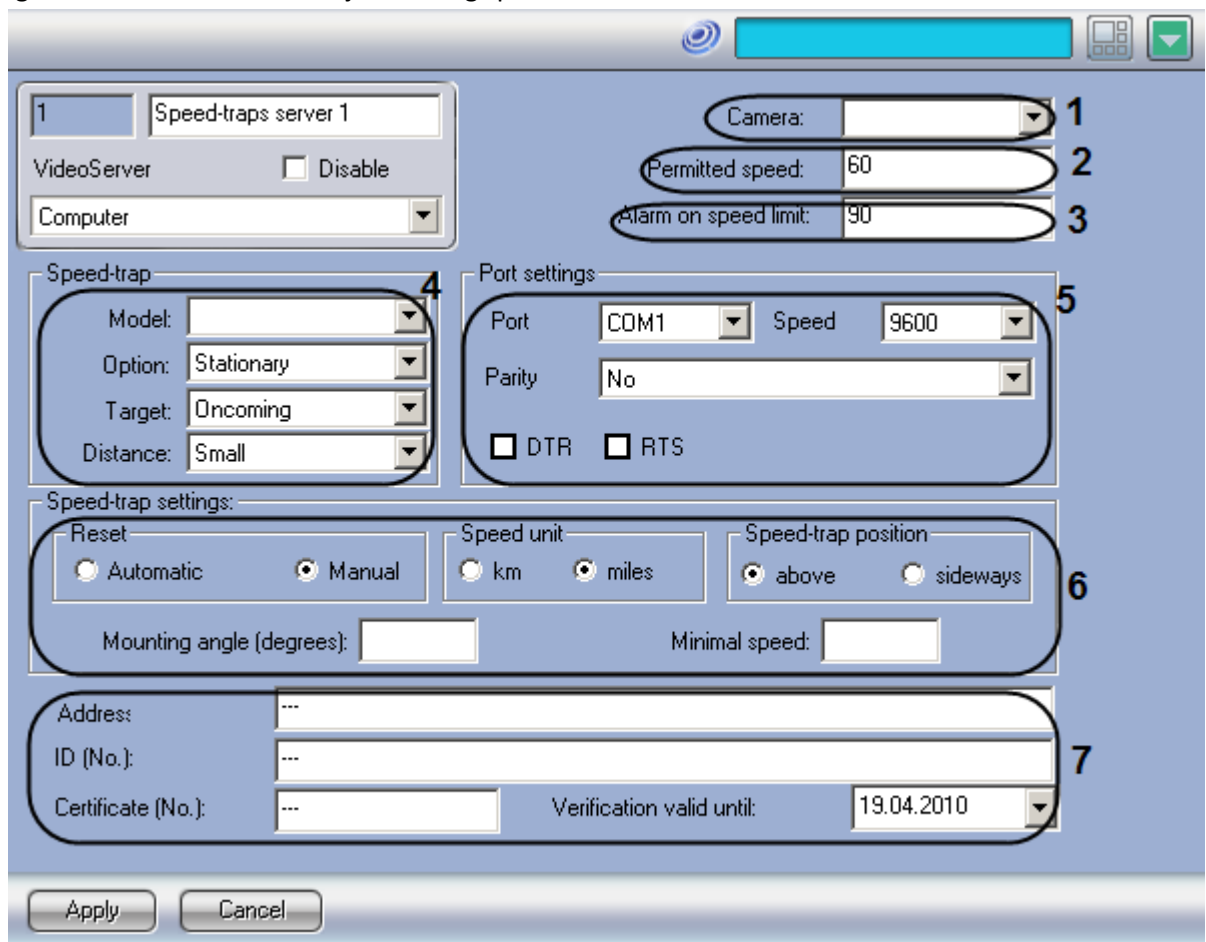 1 Speed-traps server 1
VideoServer Disable
Computer
Camera: 1
Permitted speed: 60 2
Alarm on speed limit: 90 3
Speed-trap 4
Model:
Option: Stationary
Target: Oncoming
Distance: Small
Port settings 5
Port COM1 Speed 9600
Parity No
DTR RTS
Speed-trap settings:
Reset Speed unit Speed-trap position
Automatic Manual km miles above sideways 6
Mounting angle (degrees): Minimal speed:
Address ---
ID (No.): --- 7
Certificate (No.): --- Verification valid until: 19.04.2010
Apply Cancel